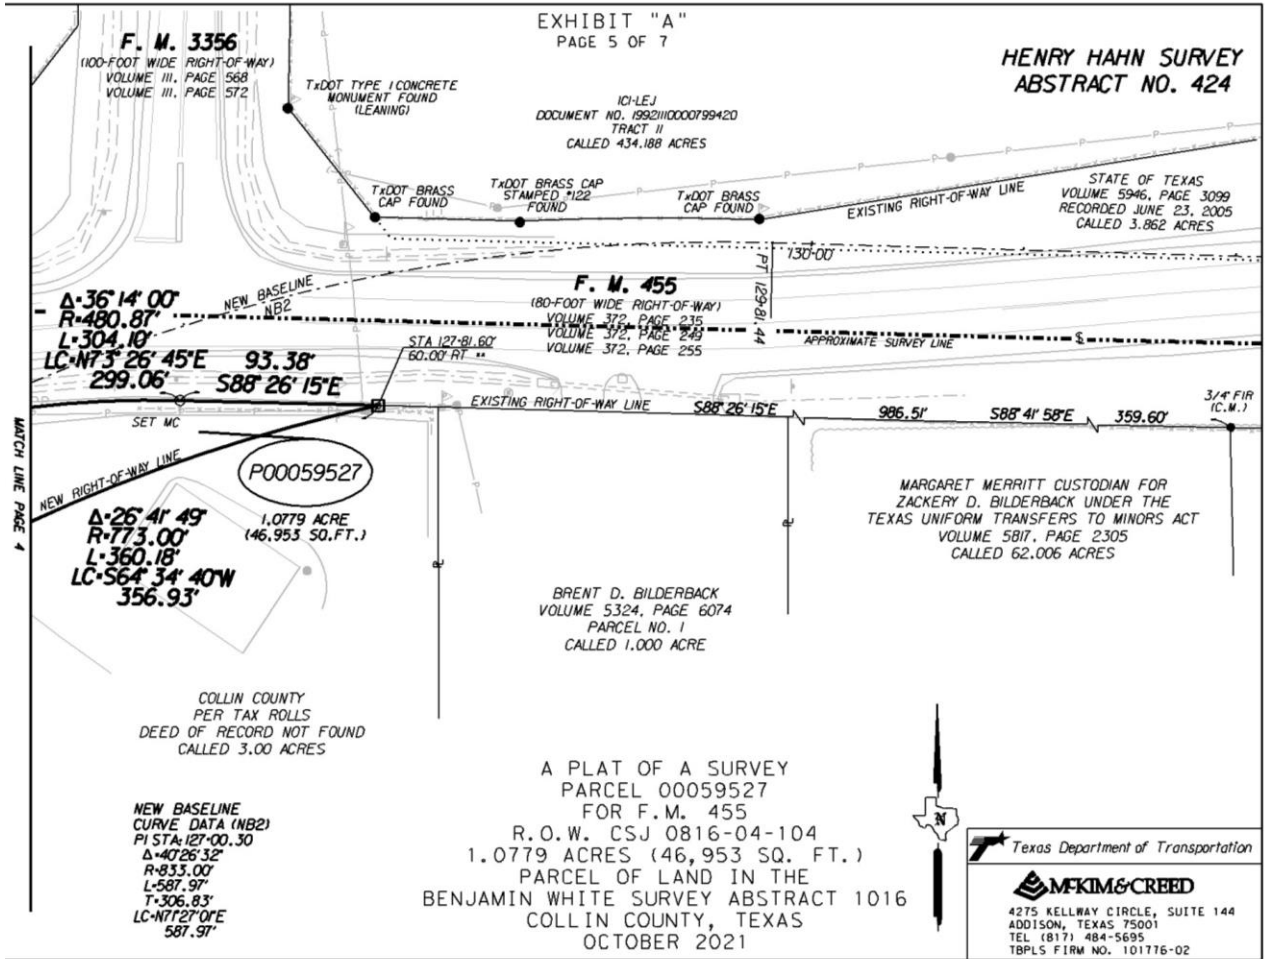 EXHIBIT "A"
PAGE 5 OF 7
HENRY HAHN SURVEY
ABSTRACT NO. 424
F. M. 3356
(100-FOOT WIDE RIGHT-OF-WAY)
VOLUME III, PAGE 568
VOLUME III, PAGE 572
TxDOT TYPE I CONCRETE
MONUMENT FOUND
(LEANING)
ICI-LEJ
DOCUMENT NO. 19921110000799420
TRACT II
CALLED 434.188 ACRES
TxDOT BRASS
CAP FOUND
TxDOT BRASS CAP
STAMPED #122
FOUND
TxDOT BRASS
CAP FOUND
EXISTING RIGHT-OF-WAY LINE
STATE OF TEXAS
VOLUME 5946, PAGE 3099
RECORDED JUNE 23, 2005
CALLED 3.862 ACRES
NEW BASELINE
NB2
F. M. 455
(80-FOOT WIDE RIGHT-OF-WAY)
VOLUME 372, PAGE 235
VOLUME 372, PAGE 249
VOLUME 372, PAGE 255
PT 129+81.44
130+00
APPROXIMATE SURVEY LINE
Δ=36°14'00"
R=480.87'
L=304.10'
LC=N73°26'45"E
299.06'
93.38'
S88°26'15"E
STA 127+81.60'
60.00' RT **
SET MC
EXISTING RIGHT-OF-WAY LINE
S88°26'15"E
986.51'
S88°41'58"E
359.60'
3/4" FIR
(C.M.)
MATCH LINE PAGE 4
NEW RIGHT-OF-WAY LINE
P00059527
1.0779 ACRE
(46,953 SQ.FT.)
Δ=26°41'49"
R=773.00'
L=360.18'
LC=S64°34'40"W
356.93'
MARGARET MERRITT CUSTODIAN FOR
ZACKERY D. BILDERBACK UNDER THE
TEXAS UNIFORM TRANSFERS TO MINORS ACT
VOLUME 5817, PAGE 2305
CALLED 62.006 ACRES
BRENT D. BILDERBACK
VOLUME 5324, PAGE 6074
PARCEL NO. 1
CALLED 1.000 ACRE
COLLIN COUNTY
PER TAX ROLLS
DEED OF RECORD NOT FOUND
CALLED 3.00 ACRES
NEW BASELINE
CURVE DATA (NB2)
PI STA: 127+00.30
Δ=40°26'32"
R=833.00'
L=587.97'
T=306.83'
LC=N71°27'01"E
587.97'
A PLAT OF A SURVEY
PARCEL 00059527
FOR F.M. 455
R.O.W. CSJ 0816-04-104
1.0779 ACRES (46,953 SQ. FT.)
PARCEL OF LAND IN THE
BENJAMIN WHITE SURVEY ABSTRACT 1016
COLLIN COUNTY, TEXAS
OCTOBER 2021
N
Texas Department of Transportation
McKIM&CREED
4275 KELLWAY CIRCLE, SUITE 144
ADDISON, TEXAS 75001
TEL (817) 484-5695
TBPLS FIRM NO. 101776-02